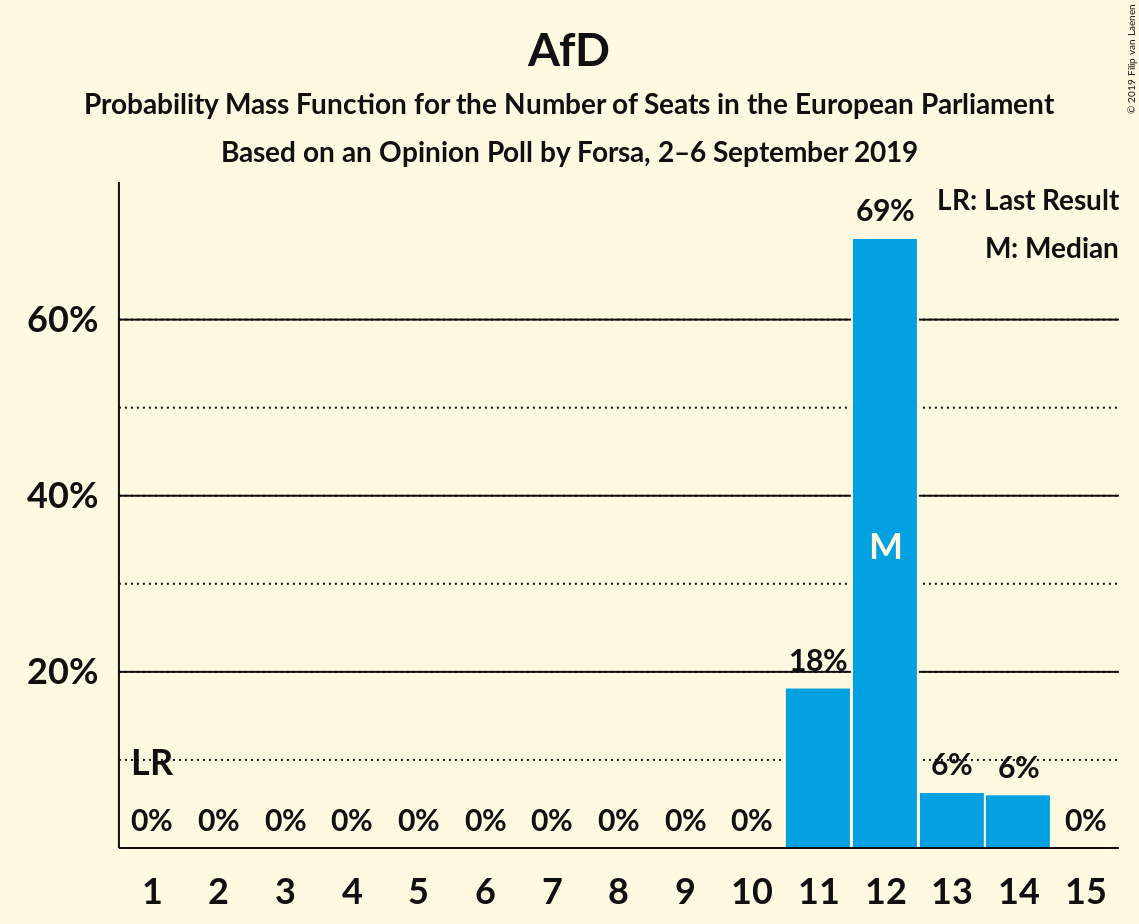 AfD
Probability Mass Function for the Number of Seats in the European Parliament
Based on an Opinion Poll by Forsa, 2–6 September 2019
© 2019 Filip van Laenen
LR: Last Result
M: Median
69%
60%
40%
M
20%
18%
LR
6%
6%
0% 0% 0% 0% 0% 0% 0% 0% 0% 0% 0%
1 2 3 4 5 6 7 8 9 10 11 12 13 14 15